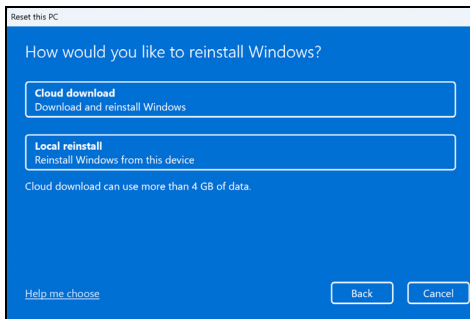 Reset this PC
How would you like to reinstall Windows?
Cloud download
Download and reinstall Windows
Local reinstall
Reinstall Windows from this device
Cloud download can use more than 4 GB of data.
Help me choose
Back
Cancel